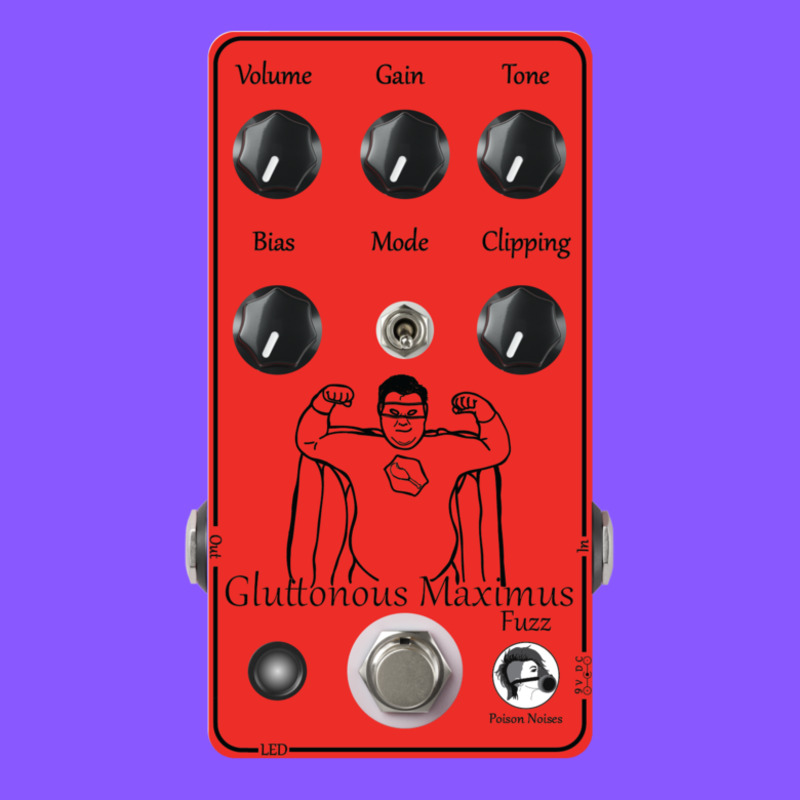 Volume Gain Tone
Bias Mode Clipping
Out
In
Gluttonous Maximus
Fuzz
9V DC
Poison Noises
LED